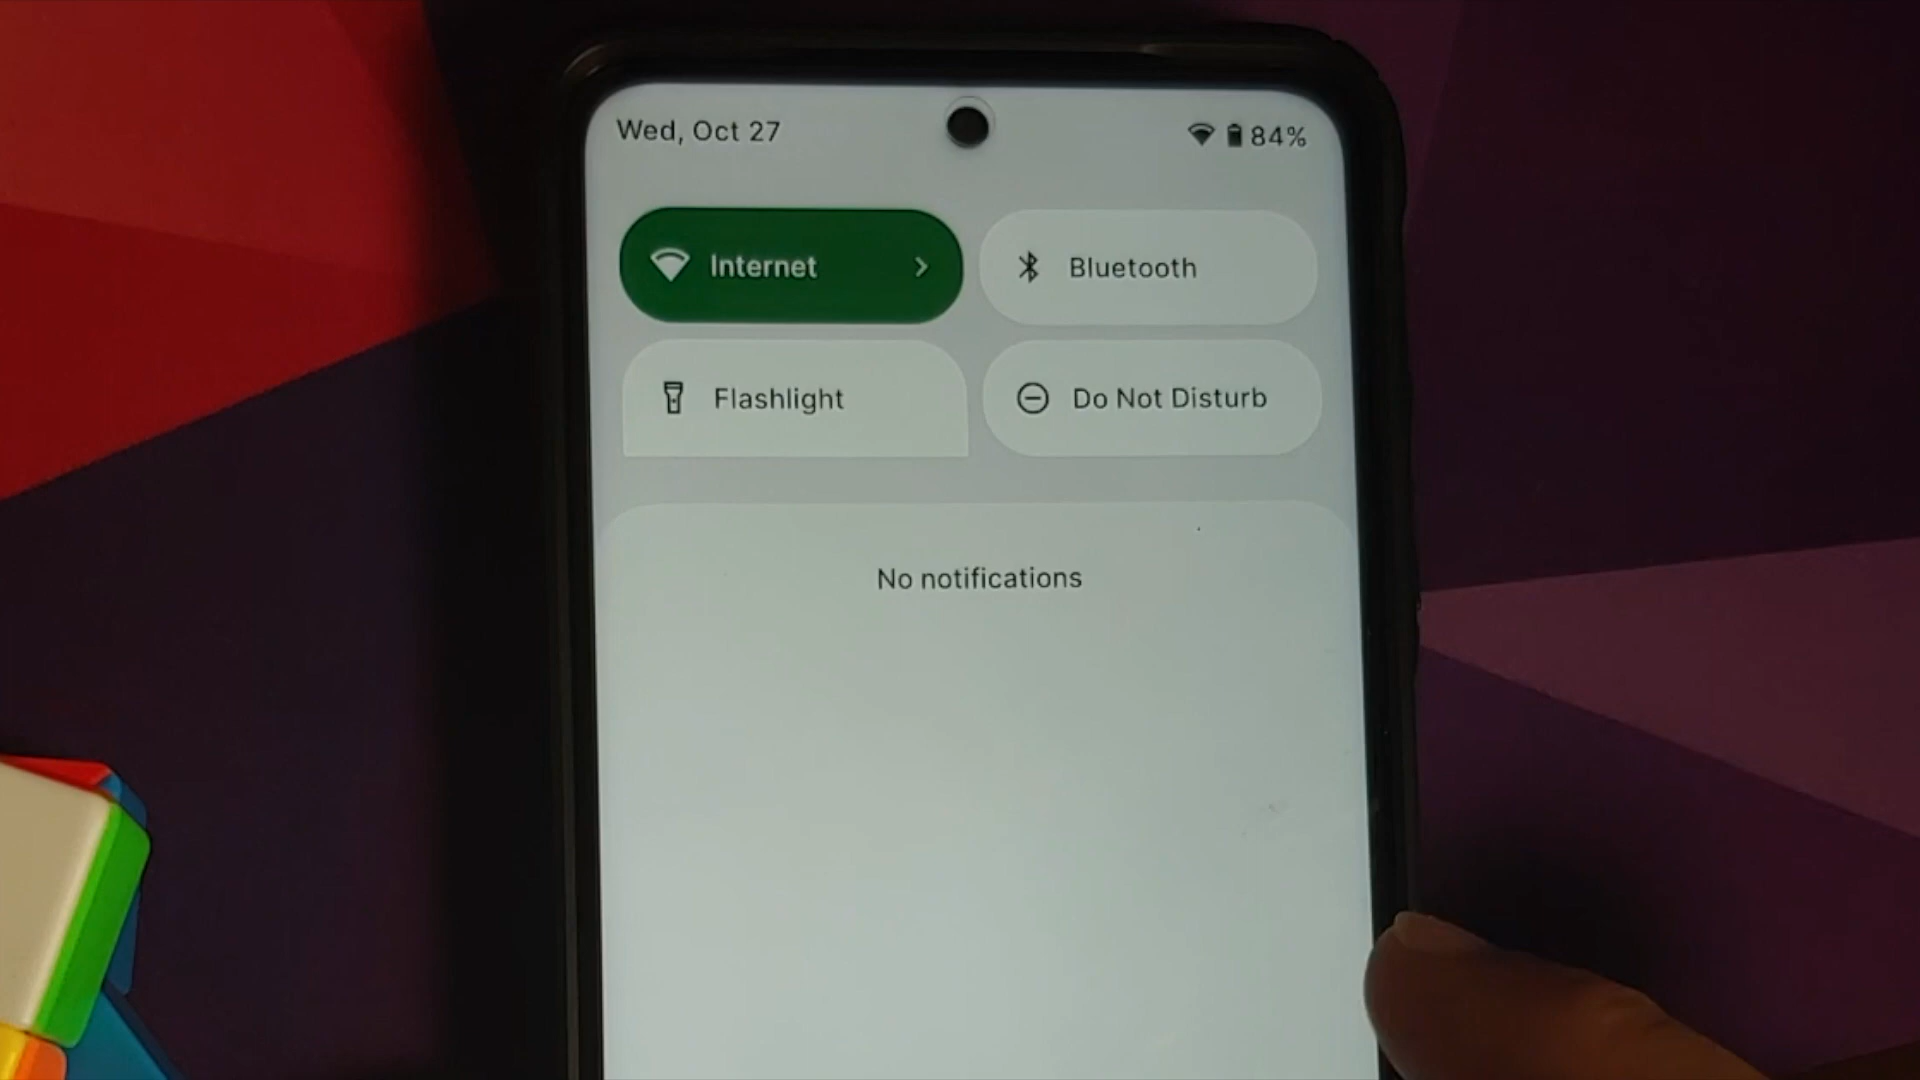 Wed, Oct 27
84%
Internet
Bluetooth
Flashlight
Do Not Disturb
No notifications